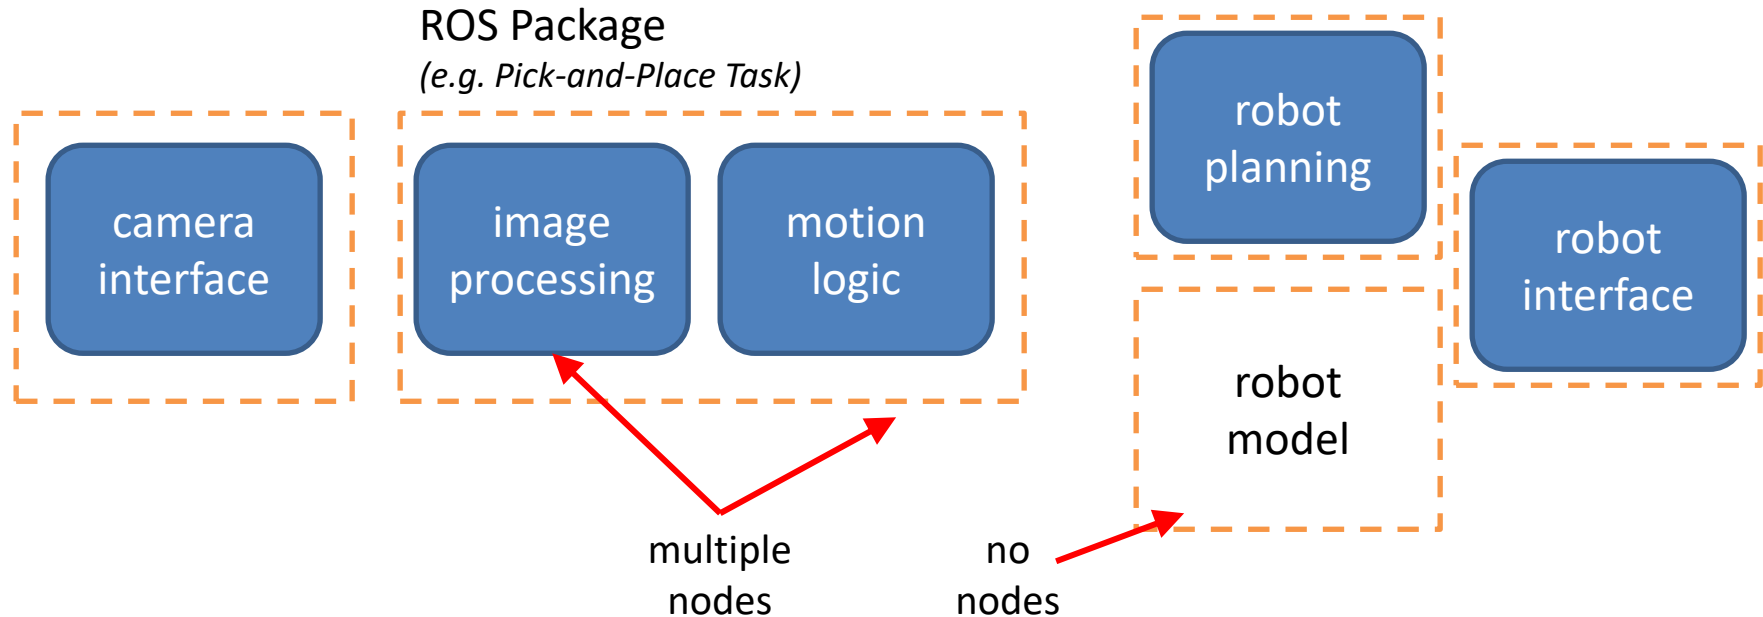 ROS Package
(e.g. Pick-and-Place Task)
camera
interface
image
processing
motion
logic
robot
planning
robot
interface
robot
model
multiple
nodes
no
nodes